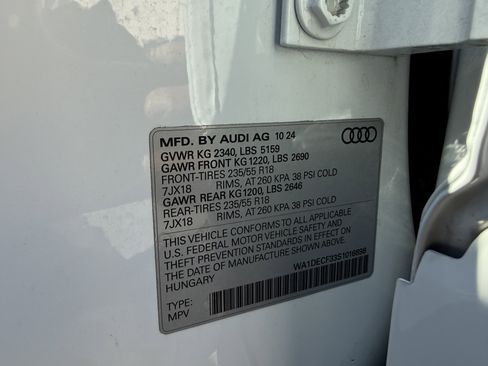 MFD. BY AUDI AG 10 24
GVWR KG 2340, LBS 5159
GAWR FRONT KG 1220, LBS 2690
FRONT-TIRES 235/55 R18
7JX18 RIMS, AT 260 KPA 38 PSI COLD
GAWR REAR KG1200, LBS 2646
REAR-TIRES 235/55 R18
7JX18 RIMS, AT 260 KPA 38 PSI COLD
THIS VEHICLE CONFORMS TO ALL APPLICABLE
U.S. FEDERAL MOTOR VEHICLE SAFETY AND
THEFT PREVENTION STANDARDS IN EFFECT ON
THE DATE OF MANUFACTURE SHOWN ABOVE.
HUNGARY
WA1DECF33S1016698
TYPE:
MPV